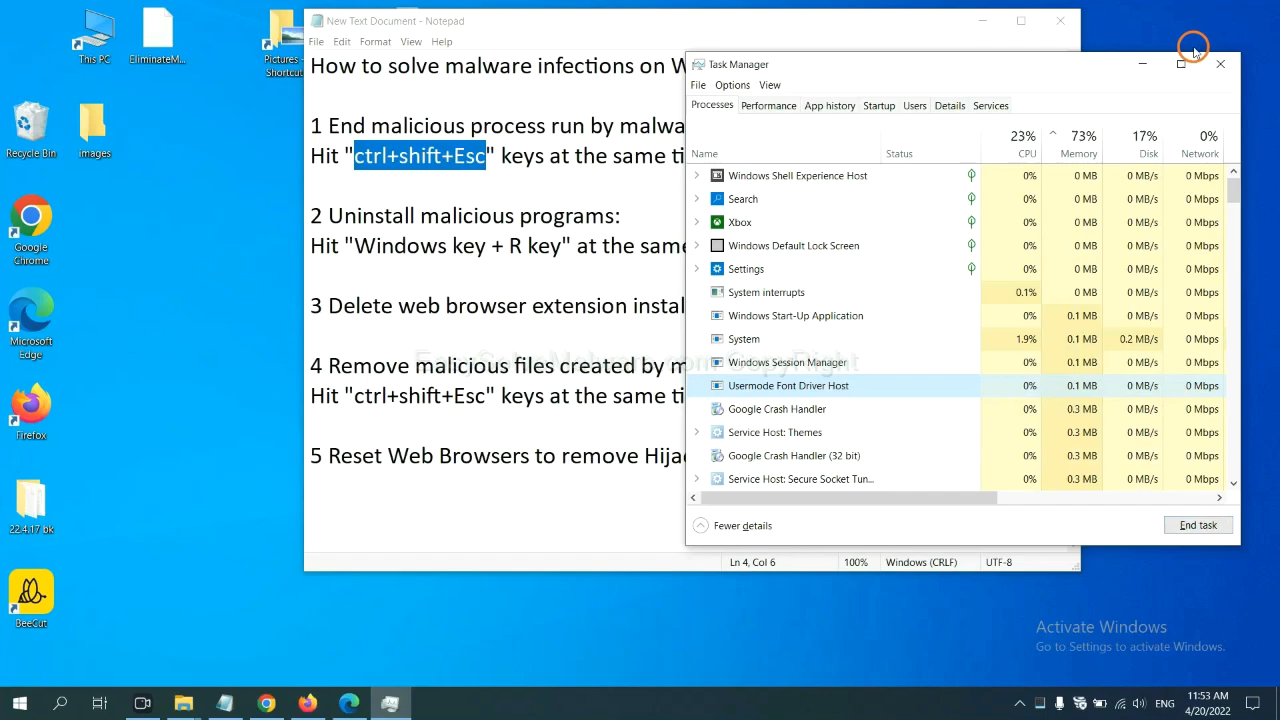 This PC
EliminateM...
Pictures -
Shortcut
Recycle Bin
images
Google
Chrome
Microsoft
Edge
Firefox
22.4.17 bk
BeeCut
New Text Document - Notepad
File Edit Format View Help
How to solve malware infections on W
1 End malicious process run by malwa
Hit "ctrl+shift+Esc" keys at the same ti
2 Uninstall malicious programs:
Hit "Windows key + R key" at the same
3 Delete web browser extension instal
4 Remove malicious files created by m
Hit "ctrl+shift+Esc" keys at the same ti
5 Reset Web Browsers to remove Hijac
Ln 4, Col 6 100% Windows (CRLF) UTF-8
Task Manager
File Options View
Processes Performance App history Startup Users Details Services
23% 73% 17% 0%
Name Status CPU Memory Disk Network
Windows Shell Experience Host 0% 0 MB 0 MB/s 0 Mbps
Search 0% 0 MB 0 MB/s 0 Mbps
Xbox 0% 0 MB 0 MB/s 0 Mbps
Windows Default Lock Screen 0% 0 MB 0 MB/s 0 Mbps
Settings 0% 0 MB 0 MB/s 0 Mbps
System interrupts 0.1% 0 MB 0 MB/s 0 Mbps
Windows Start-Up Application 0% 0.1 MB 0 MB/s 0 Mbps
System 1.9% 0.1 MB 0.2 MB/s 0 Mbps
Windows Session Manager 0% 0.1 MB 0 MB/s 0 Mbps
Usermode Font Driver Host 0% 0.1 MB 0 MB/s 0 Mbps
Google Crash Handler 0% 0.3 MB 0 MB/s 0 Mbps
Service Host: Themes 0% 0.3 MB 0 MB/s 0 Mbps
Google Crash Handler (32 bit) 0% 0.3 MB 0 MB/s 0 Mbps
Service Host: Secure Socket Tun... 0% 0.3 MB 0 MB/s 0 Mbps
Fewer details End task
CopyRight
Activate Windows
Go to Settings to activate Windows.
ENG
11:53 AM
4/20/2022